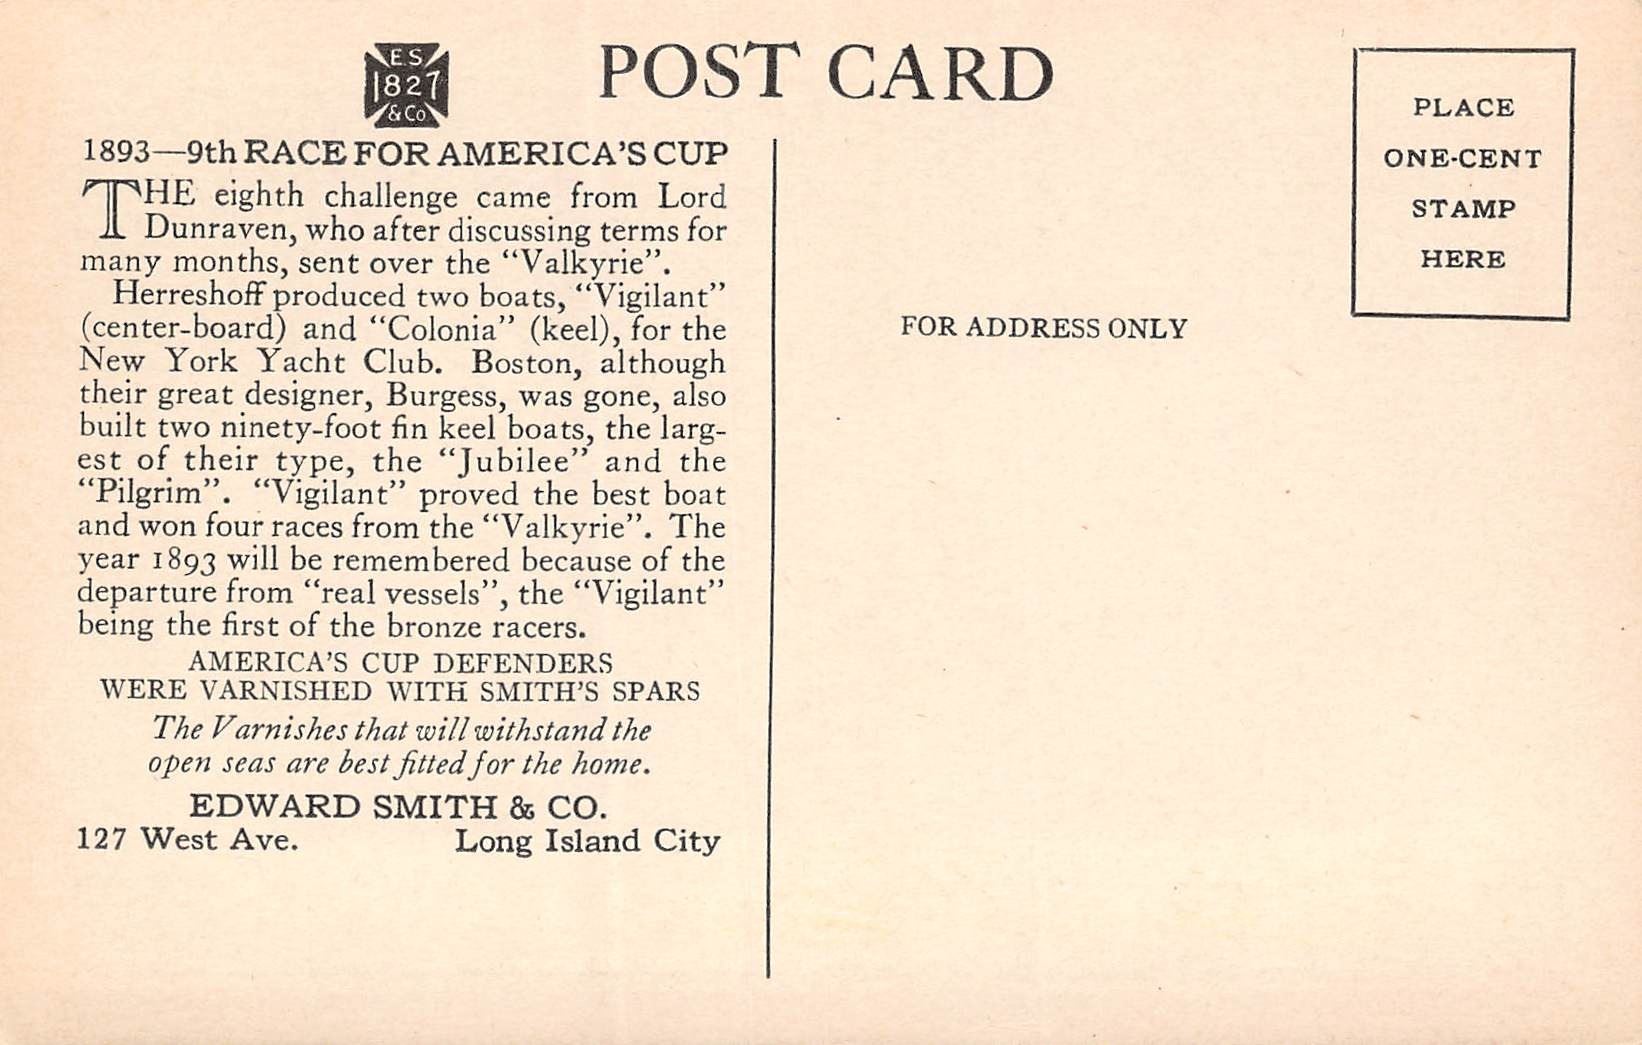 E S
1827
& Co
POST CARD
PLACE
ONE-CENT
STAMP
HERE
1893—9th RACE FOR AMERICA'S CUP
THE eighth challenge came from Lord
Dunraven, who after discussing terms for
many months, sent over the "Valkyrie".
Herreshoff produced two boats, "Vigilant"
(center-board) and "Colonia" (keel), for the
New York Yacht Club. Boston, although
their great designer, Burgess, was gone, also
built two ninety-foot fin keel boats, the larg-
est of their type, the "Jubilee" and the
"Pilgrim". "Vigilant" proved the best boat
and won four races from the "Valkyrie". The
year 1893 will be remembered because of the
departure from "real vessels", the "Vigilant"
being the first of the bronze racers.
AMERICA'S CUP DEFENDERS
WERE VARNISHED WITH SMITH'S SPARS
The Varnishes that will withstand the
open seas are best fitted for the home.
EDWARD SMITH & CO.
127 West Ave. Long Island City
FOR ADDRESS ONLY